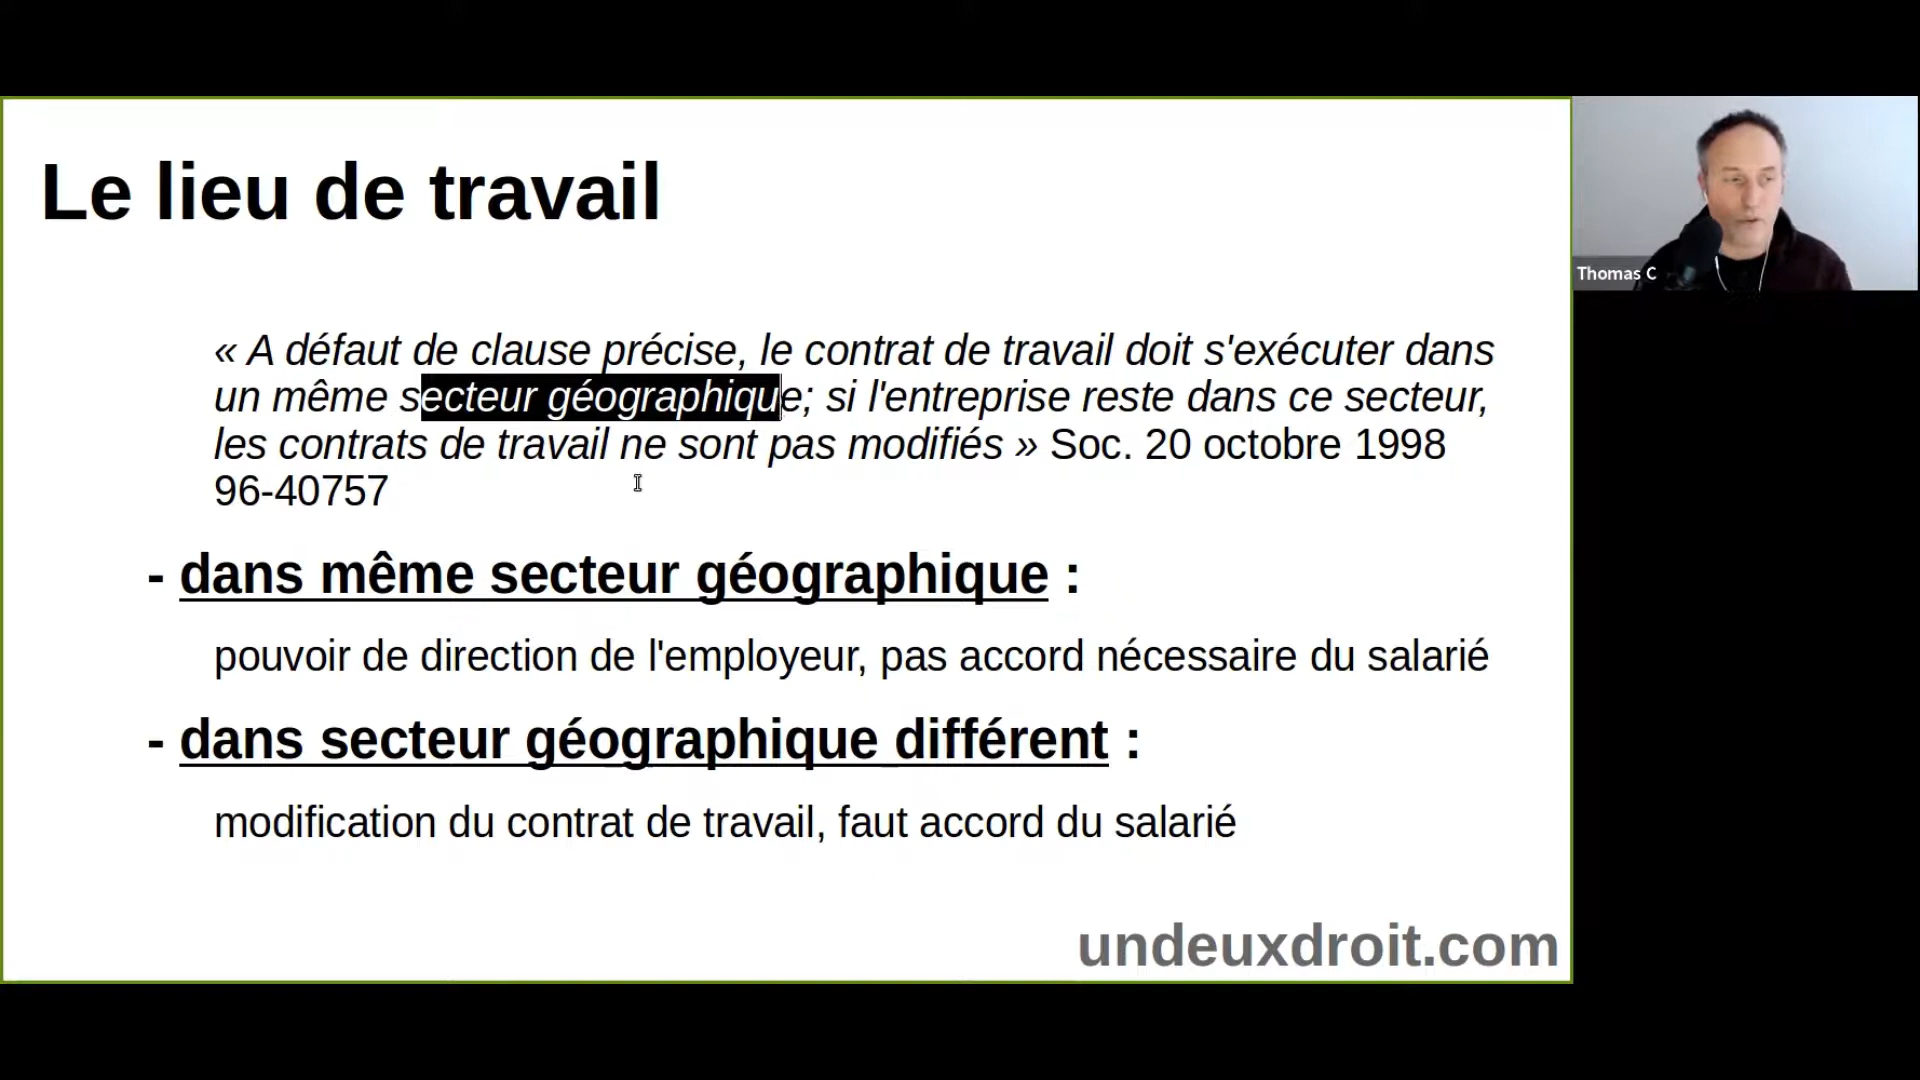 Le lieu de travail
« A défaut de clause précise, le contrat de travail doit s'exécuter dans
un même secteur géographique; si l'entreprise reste dans ce secteur,
les contrats de travail ne sont pas modifiés » Soc. 20 octobre 1998
96-40757
- dans même secteur géographique :
pouvoir de direction de l'employeur, pas accord nécessaire du salarié
- dans secteur géographique différent :
modification du contrat de travail, faut accord du salarié
undeuxdroit.com
Thomas C